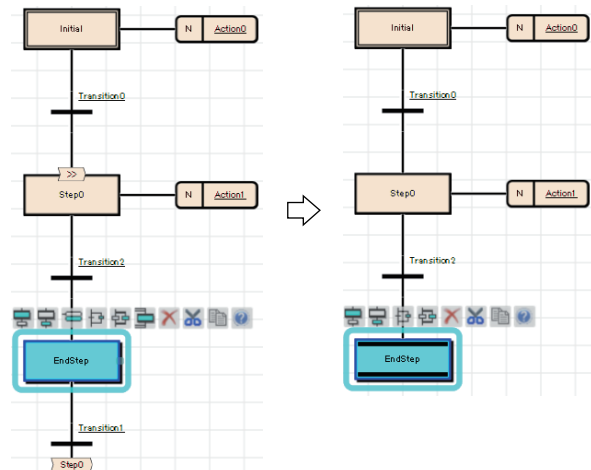 Initial
N Action0
Transition0
>>
Step0
N Action1
Transition2
EndStep
Transition1
Step0
Initial
N Action0
Transition0
Step0
N Action1
Transition2
EndStep